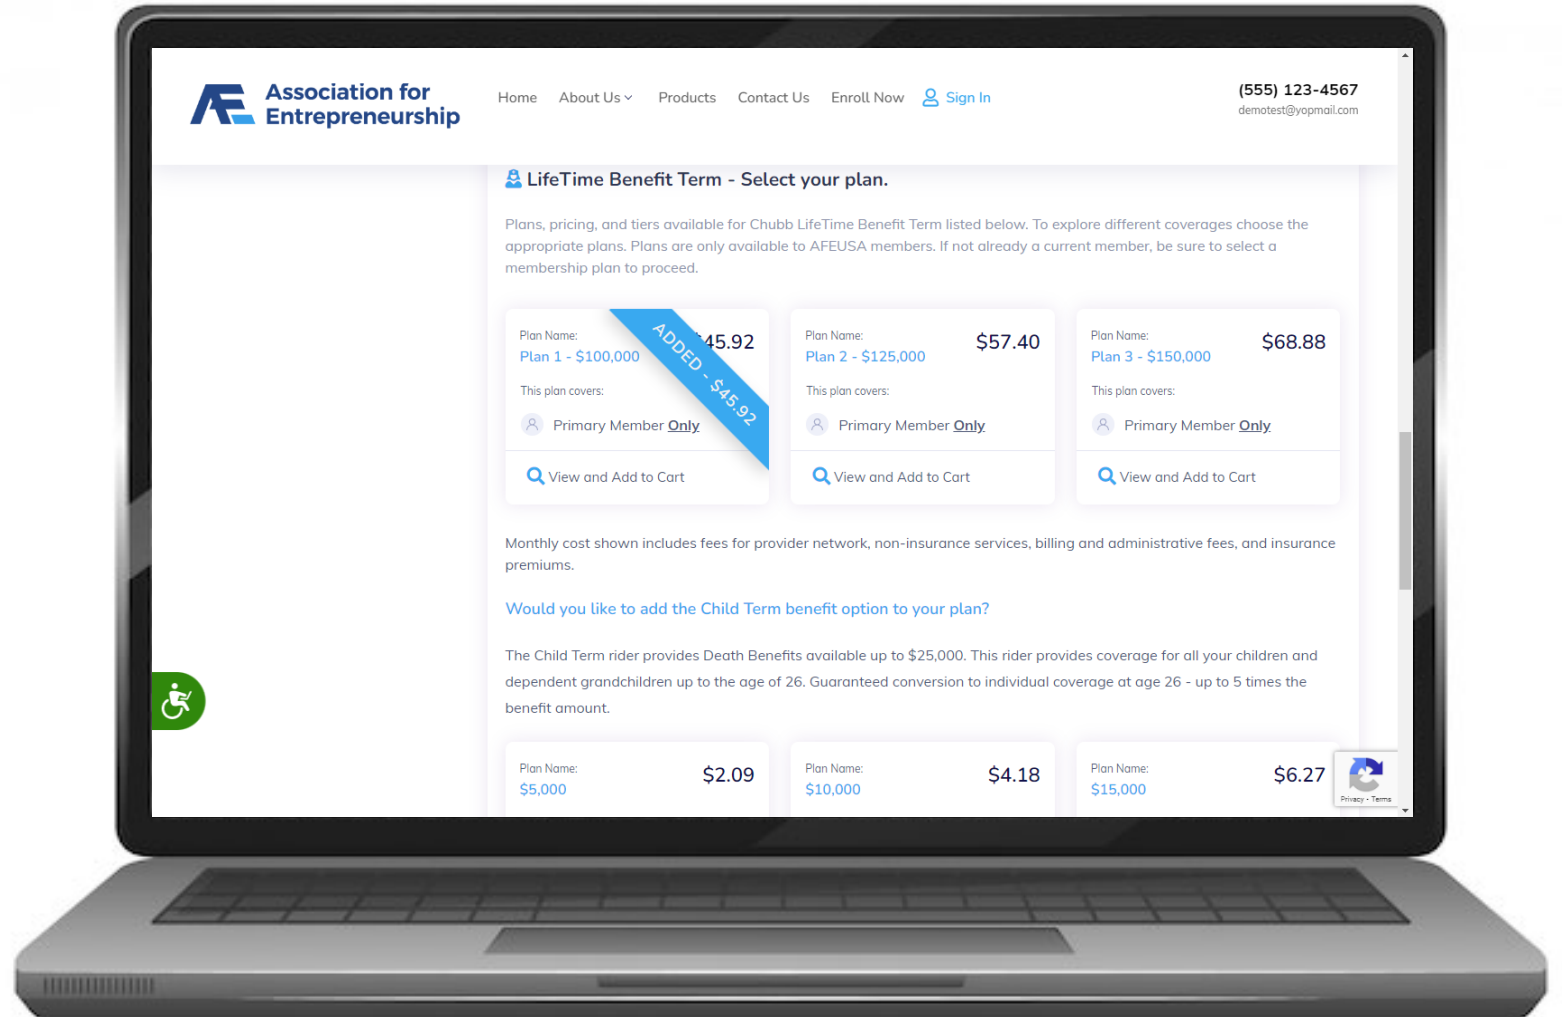 Association for
Entrepreneurship
Home About Us Products Contact Us Enroll Now Sign In
(555) 123-4567
demotest@yopmail.com
LifeTime Benefit Term - Select your plan.
Plans, pricing, and tiers available for Chubb LifeTime Benefit Term listed below. To explore different coverages choose the
appropriate plans. Plans are only available to AFEUSA members. If not already a current member, be sure to select a
membership plan to proceed.
Plan Name:
Plan 1 - $100,000
45.92
ADDED - $45.92
This plan covers:
Primary Member Only
View and Add to Cart
Plan Name:
Plan 2 - $125,000
$57.40
This plan covers:
Primary Member Only
View and Add to Cart
Plan Name:
Plan 3 - $150,000
$68.88
This plan covers:
Primary Member Only
View and Add to Cart
Monthly cost shown includes fees for provider network, non-insurance services, billing and administrative fees, and insurance
premiums.
Would you like to add the Child Term benefit option to your plan?
The Child Term rider provides Death Benefits available up to $25,000. This rider provides coverage for all your children and
dependent grandchildren up to the age of 26. Guaranteed conversion to individual coverage at age 26 - up to 5 times the
benefit amount.
Plan Name:
$5,000
$2.09
Plan Name:
$10,000
$4.18
Plan Name:
$15,000
$6.27
Privacy - Terms